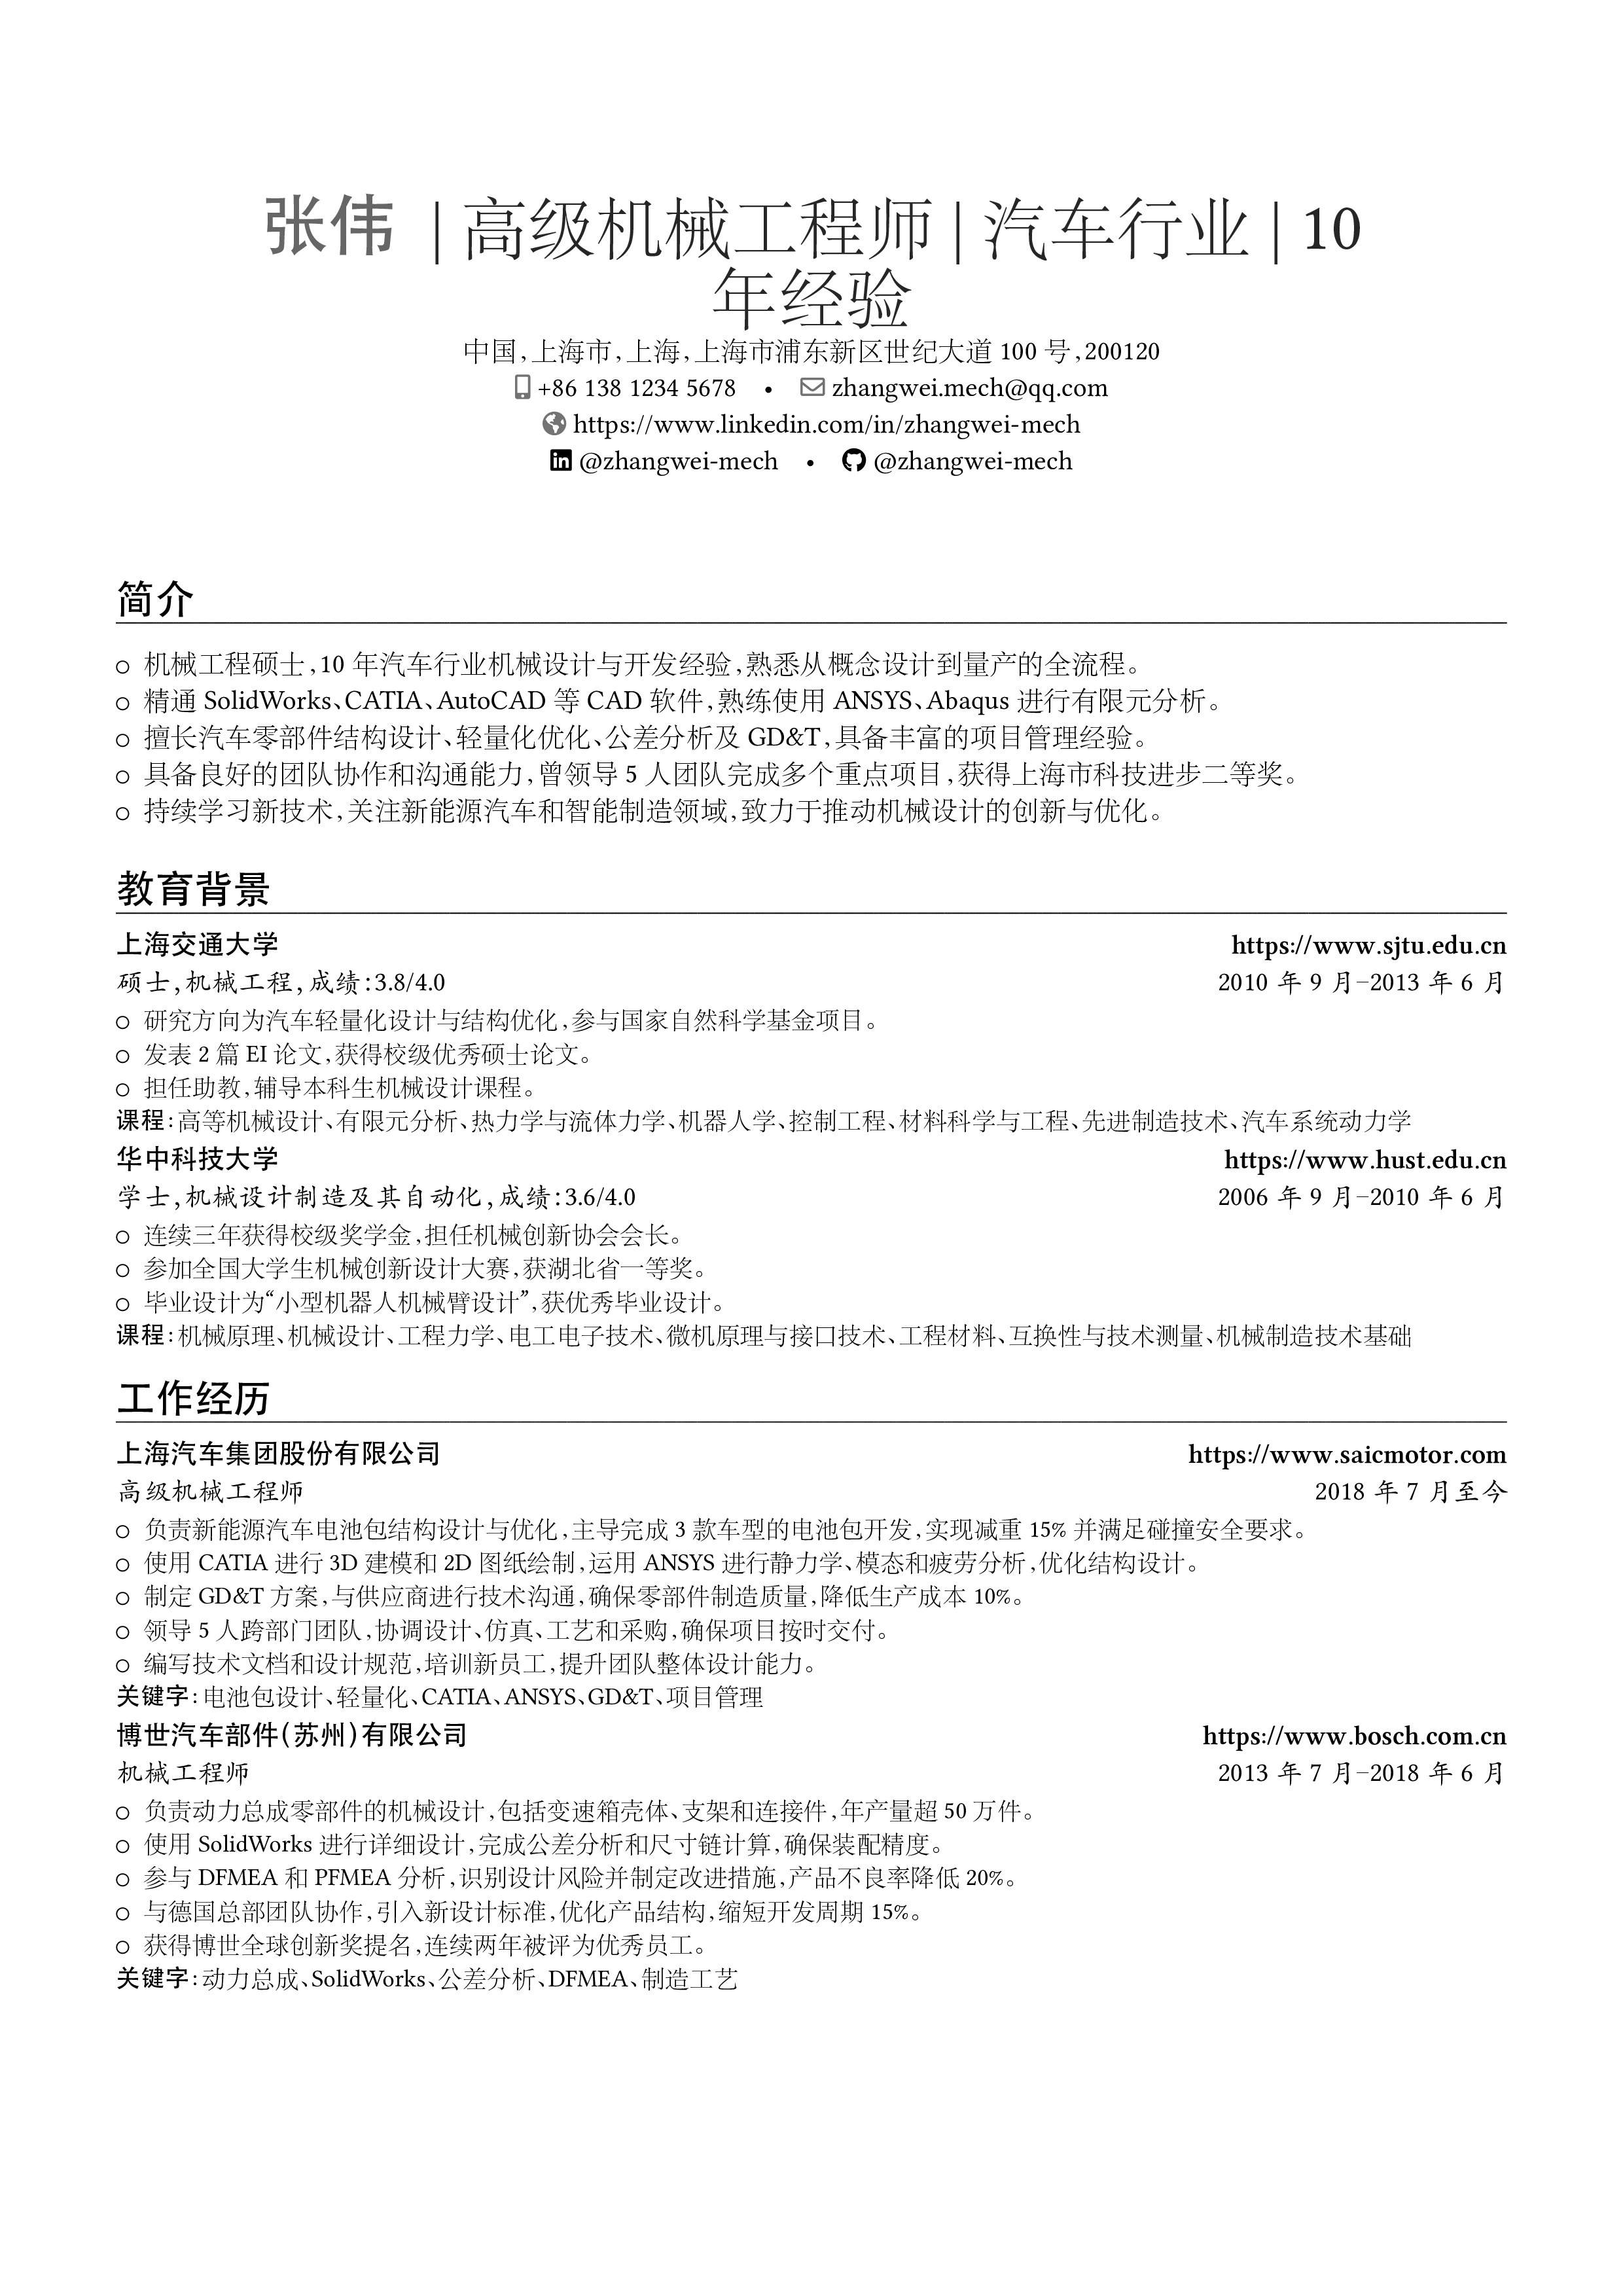 张伟 | 高级机械工程师 | 汽车行业 | 10
年经验
中国,上海市,上海,上海市浦东新区世纪大道 100 号,200120
+86 138 1234 5678 • zhangwei.mech@qq.com
https://www.linkedin.com/in/zhangwei-mech
@zhangwei-mech • @zhangwei-mech
简介
○ 机械工程硕士,10 年汽车行业机械设计与开发经验,熟悉从概念设计到量产的全流程。
○ 精通 SolidWorks、CATIA、AutoCAD 等 CAD 软件,熟练使用 ANSYS、Abaqus 进行有限元分析。
○ 擅长汽车零部件结构设计、轻量化优化、公差分析及 GD&T,具备丰富的项目管理经验。
○ 具备良好的团队协作和沟通能力,曾领导 5 人团队完成多个重点项目,获得上海市科技进步二等奖。
○ 持续学习新技术,关注新能源汽车和智能制造领域,致力于推动机械设计的创新与优化。
教育背景
上海交通大学 https://www.sjtu.edu.cn
硕士,机械工程,成绩:3.8/4.0 2010 年 9 月–2013 年 6 月
○ 研究方向为汽车轻量化设计与结构优化,参与国家自然科学基金项目。
○ 发表 2 篇 EI 论文,获得校级优秀硕士论文。
○ 担任助教,辅导本科生机械设计课程。
课程:高等机械设计、有限元分析、热力学与流体力学、机器人学、控制工程、材料科学与工程、先进制造技术、汽车系统动力学
华中科技大学 https://www.hust.edu.cn
学士,机械设计制造及其自动化,成绩:3.6/4.0 2006 年 9 月–2010 年 6 月
○ 连续三年获得校级奖学金,担任机械创新协会会长。
○ 参加全国大学生机械创新设计大赛,获湖北省一等奖。
○ 毕业设计为“小型机器人机械臂设计”,获优秀毕业设计。
课程:机械原理、机械设计、工程力学、电工电子技术、微机原理与接口技术、工程材料、互换性与技术测量、机械制造技术基础
工作经历
上海汽车集团股份有限公司 https://www.saicmotor.com
高级机械工程师 2018 年 7 月至今
○ 负责新能源汽车电池包结构设计与优化,主导完成 3 款车型的电池包开发,实现减重 15% 并满足碰撞安全要求。
○ 使用 CATIA 进行 3D 建模和 2D 图纸绘制,运用 ANSYS 进行静力学、模态和疲劳分析,优化结构设计。
○ 制定 GD&T 方案,与供应商进行技术沟通,确保零部件制造质量,降低生产成本 10%。
○ 领导 5 人跨部门团队,协调设计、仿真、工艺和采购,确保项目按时交付。
○ 编写技术文档和设计规范,培训新员工,提升团队整体设计能力。
关键字:电池包设计、轻量化、CATIA、ANSYS、GD&T、项目管理
博世汽车部件(苏州)有限公司 https://www.bosch.com.cn
机械工程师 2013 年 7 月–2018 年 6 月
○ 负责动力总成零部件的机械设计,包括变速箱壳体、支架和连接件,年产量超 50 万件。
○ 使用 SolidWorks 进行详细设计,完成公差分析和尺寸链计算,确保装配精度。
○ 参与 DFMEA 和 PFMEA 分析,识别设计风险并制定改进措施,产品不良率降低 20%。
○ 与德国总部团队协作,引入新设计标准,优化产品结构,缩短开发周期 15%。
○ 获得博世全球创新奖提名,连续两年被评为优秀员工。
关键字:动力总成、SolidWorks、公差分析、DFMEA、制造工艺